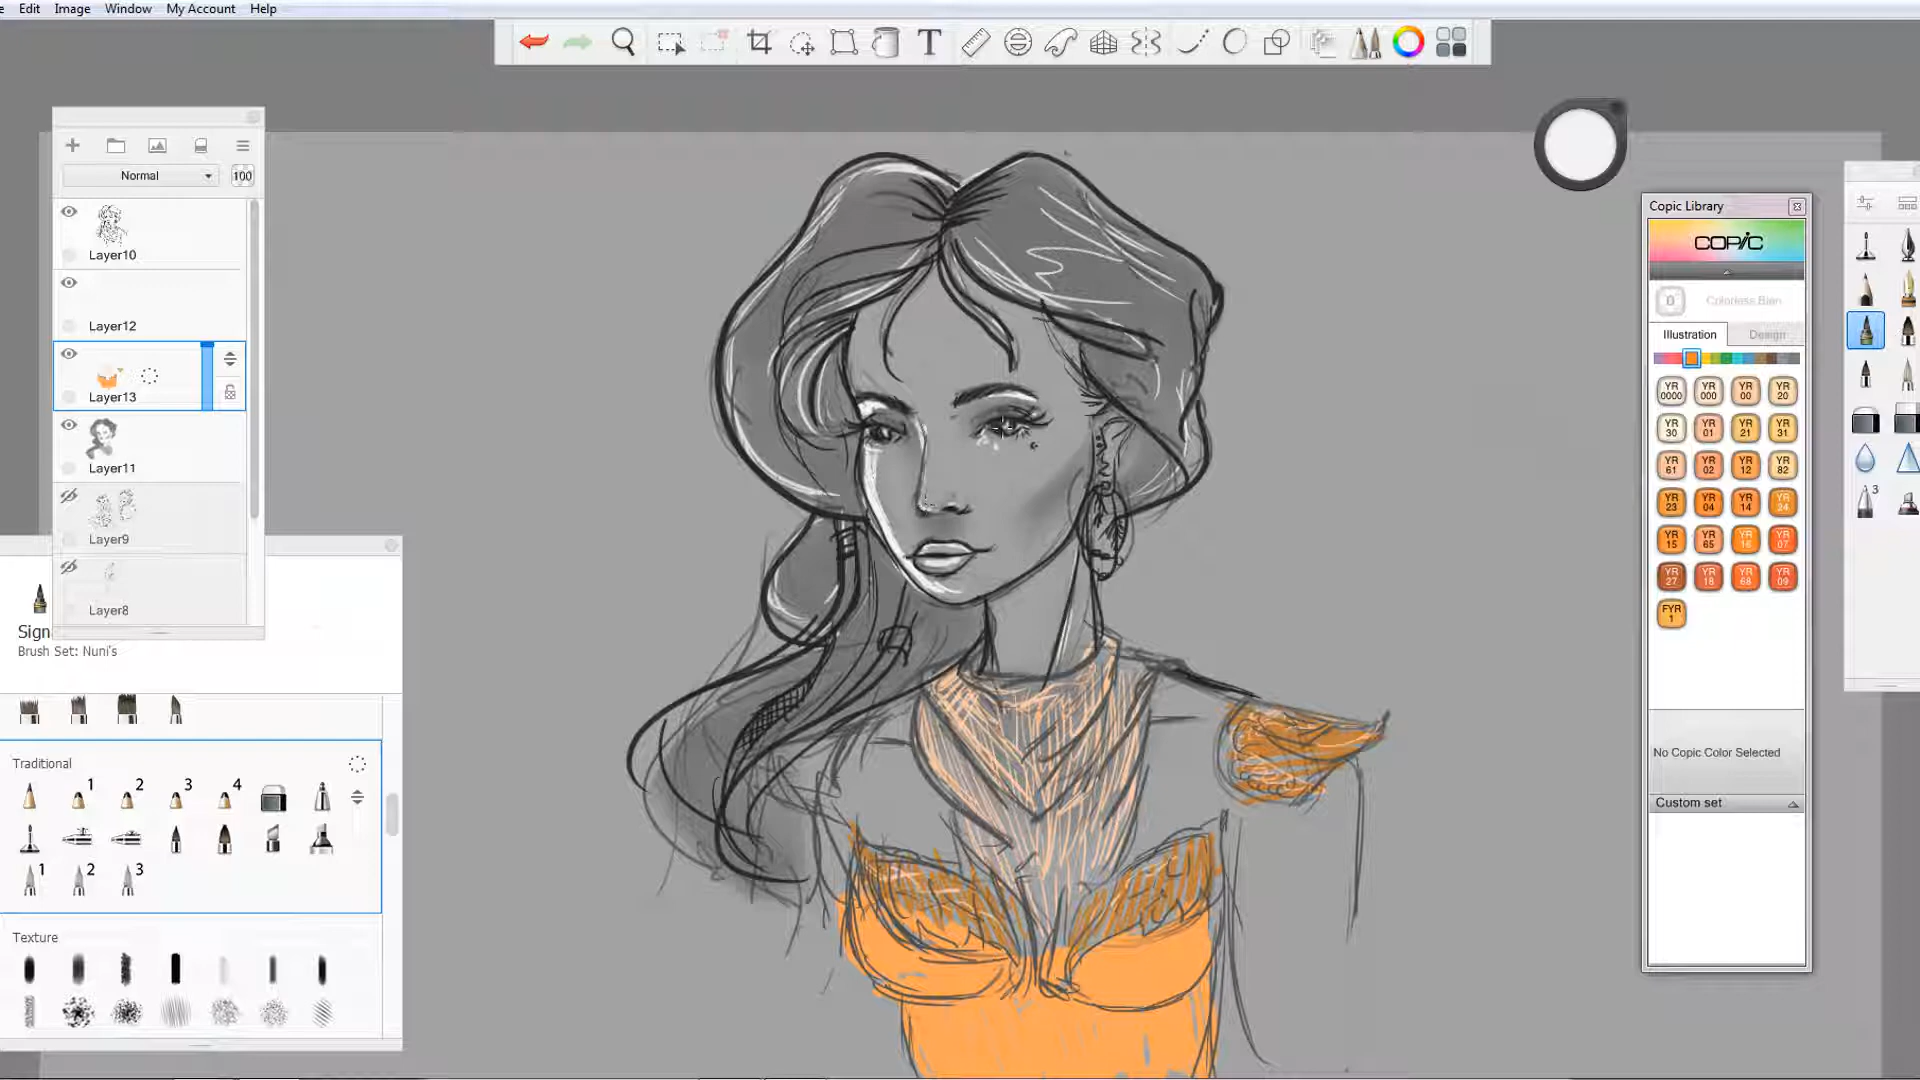 Edit Image Window My Account Help
T
Normal 100
Layer10
Layer12
Layer13
Layer11
Layer9
Layer8
Sign
Brush Set: Nuni's
Traditional
1 2 3 4
1 2 3
Texture
Copic Library
COPIC
0 Colorless Blen
Illustration Design
YR 0000 YR 000 YR 00 YR 20
YR 30 YR 01 YR 21 YR 31
YR 61 YR 02 YR 12 YR 82
YR 23 YR 04 YR 14 YR 24
YR 15 YR 65 YR 16 YR 07
YR 27 YR 18 YR 68 YR 09
FYR 1
No Copic Color Selected
Custom set
3